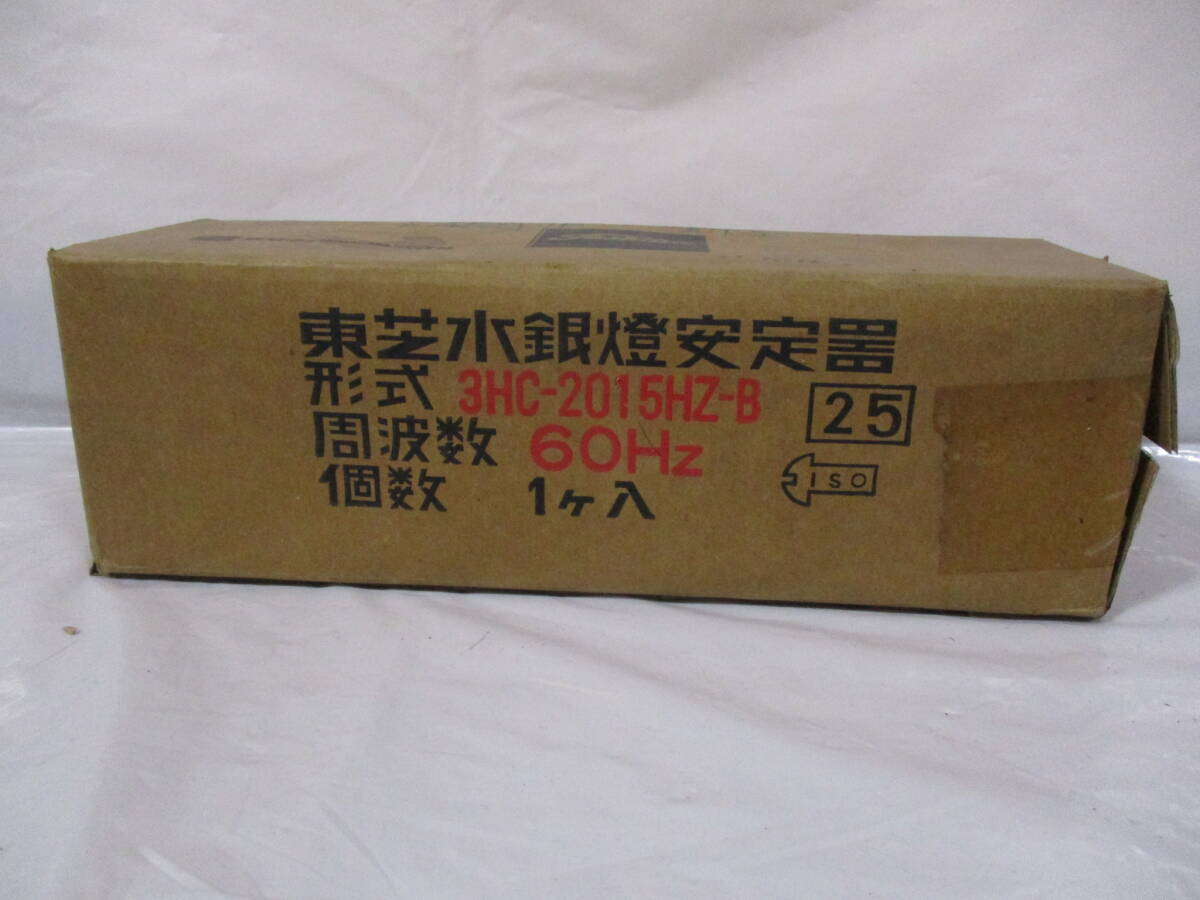 東芝水銀燈安定器
形式 3HC-2015HZ-B
25
周波数 60Hz
ISO
個数 1ヶ入